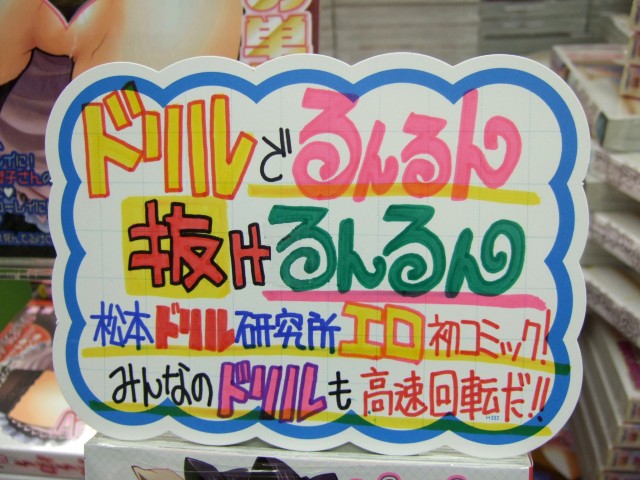 ドリルでるんるん
抜けるんるん
松本ドリル研究所エロ初コミック!
みんなのドリルも高速回転だ!!